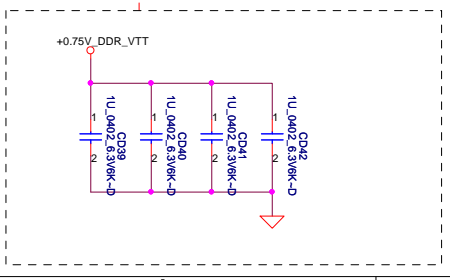 +0.75V_DDR_VTT
1
2
1U_0402_6.3V6K~D
CD39
1
2
1U_0402_6.3V6K~D
CD40
1
2
1U_0402_6.3V6K~D
CD41
1
2
1U_0402_6.3V6K~D
CD42